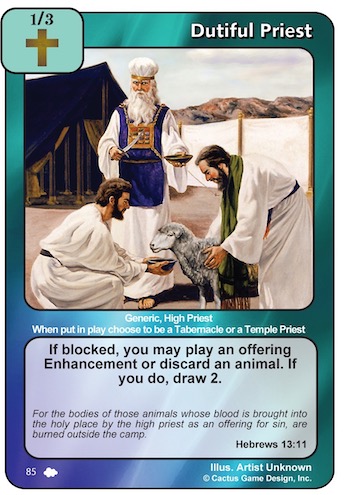 1/3
Dutiful Priest
Generic, High Priest
When put in play choose to be a Tabernacle or a Temple Priest
If blocked, you may play an offering
Enhancement or discard an animal. If
you do, draw 2.
For the bodies of those animals whose blood is brought into
the holy place by the high priest as an offering for sin, are
burned outside the camp.
Hebrews 13:11
Illus. Artist Unknown
85
© Cactus Game Design, Inc.